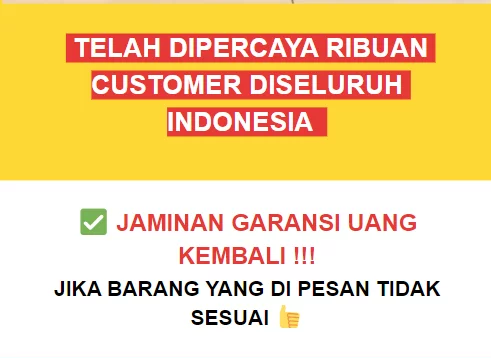 TELAH DIPERCAYA RIBUAN
CUSTOMER DISELURUH
INDONESIA
✅ JAMINAN GARANSI UANG
KEMBALI !!!
JIKA BARANG YANG DI PESAN TIDAK
SESUAI 👍